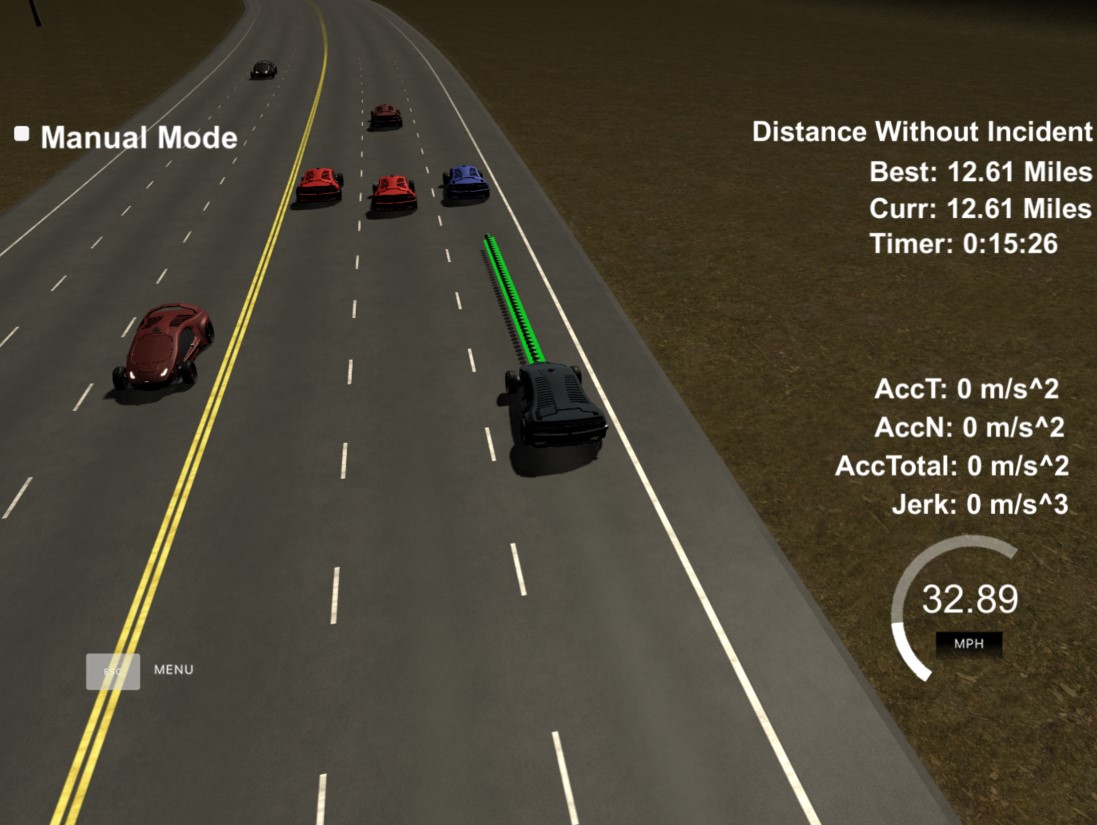 Manual Mode
Distance Without Incident
Best: 12.61 Miles
Curr: 12.61 Miles
Timer: 0:15:26
AccT: 0 m/s^2
AccN: 0 m/s^2
AccTotal: 0 m/s^2
Jerk: 0 m/s^3
32.89
MPH
ESC MENU